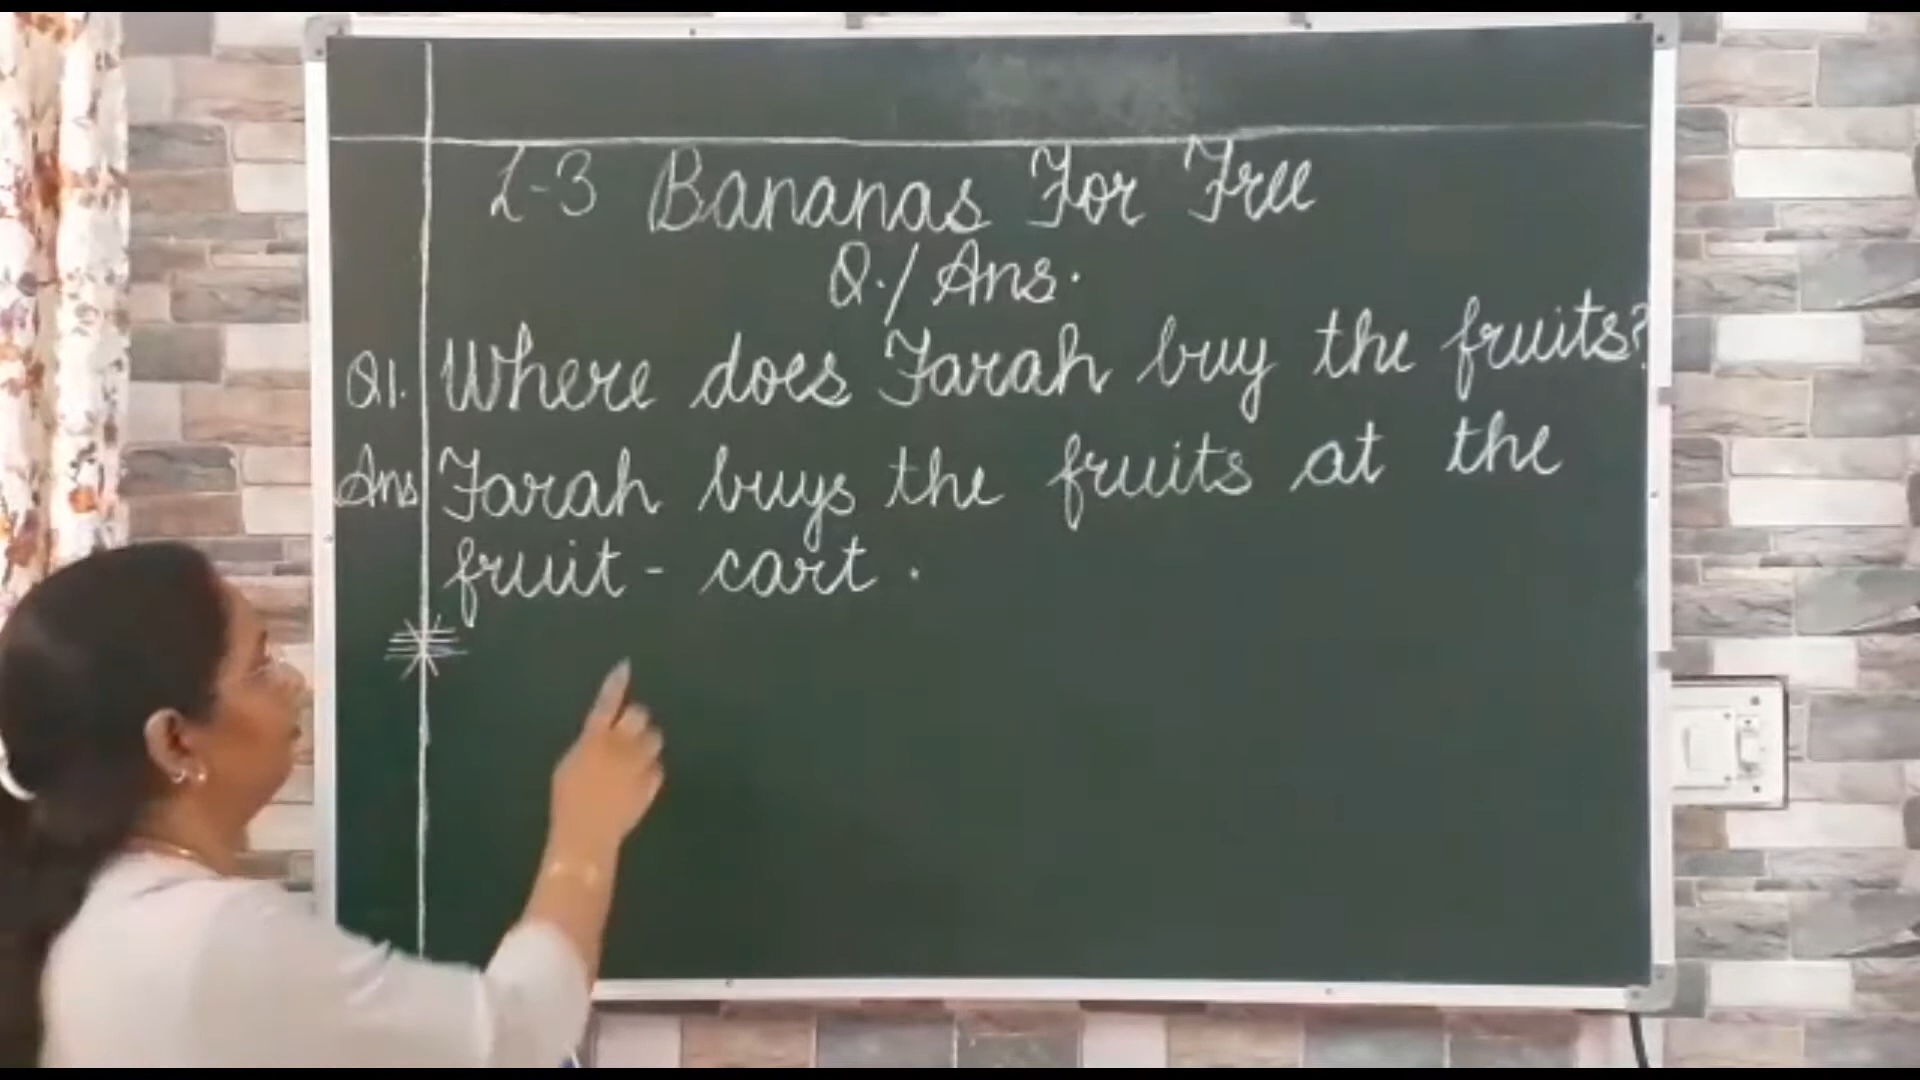 L-3 Bananas For Free
Q./Ans.
Q1. Where does Farah buy the fruits?
Ans Farah buys the fruits at the
fruit - cart.